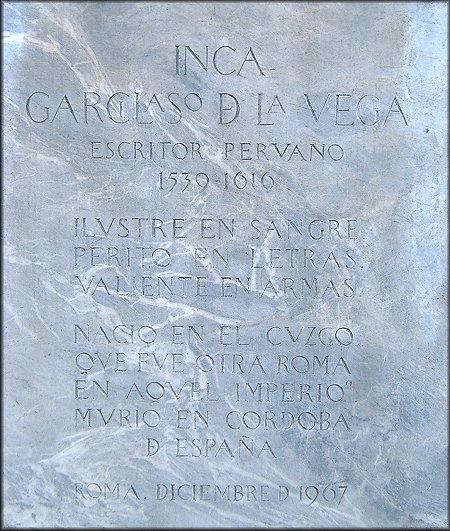 INCA
GARCILASO D LA VEGA
ESCRITOR PERVANO
1539-1616
ILVSTRE EN SANGRE.
PERITO EN LETRAS.
VALIENTE EN ARMAS.
NACIO EN EL CVZCO.
QVE FVE OTRA ROMA
EN AQVEL IMPERIO".
MVRIO EN CORDOBA
D ESPAÑA
ROMA. DICIEMBRE D 1967